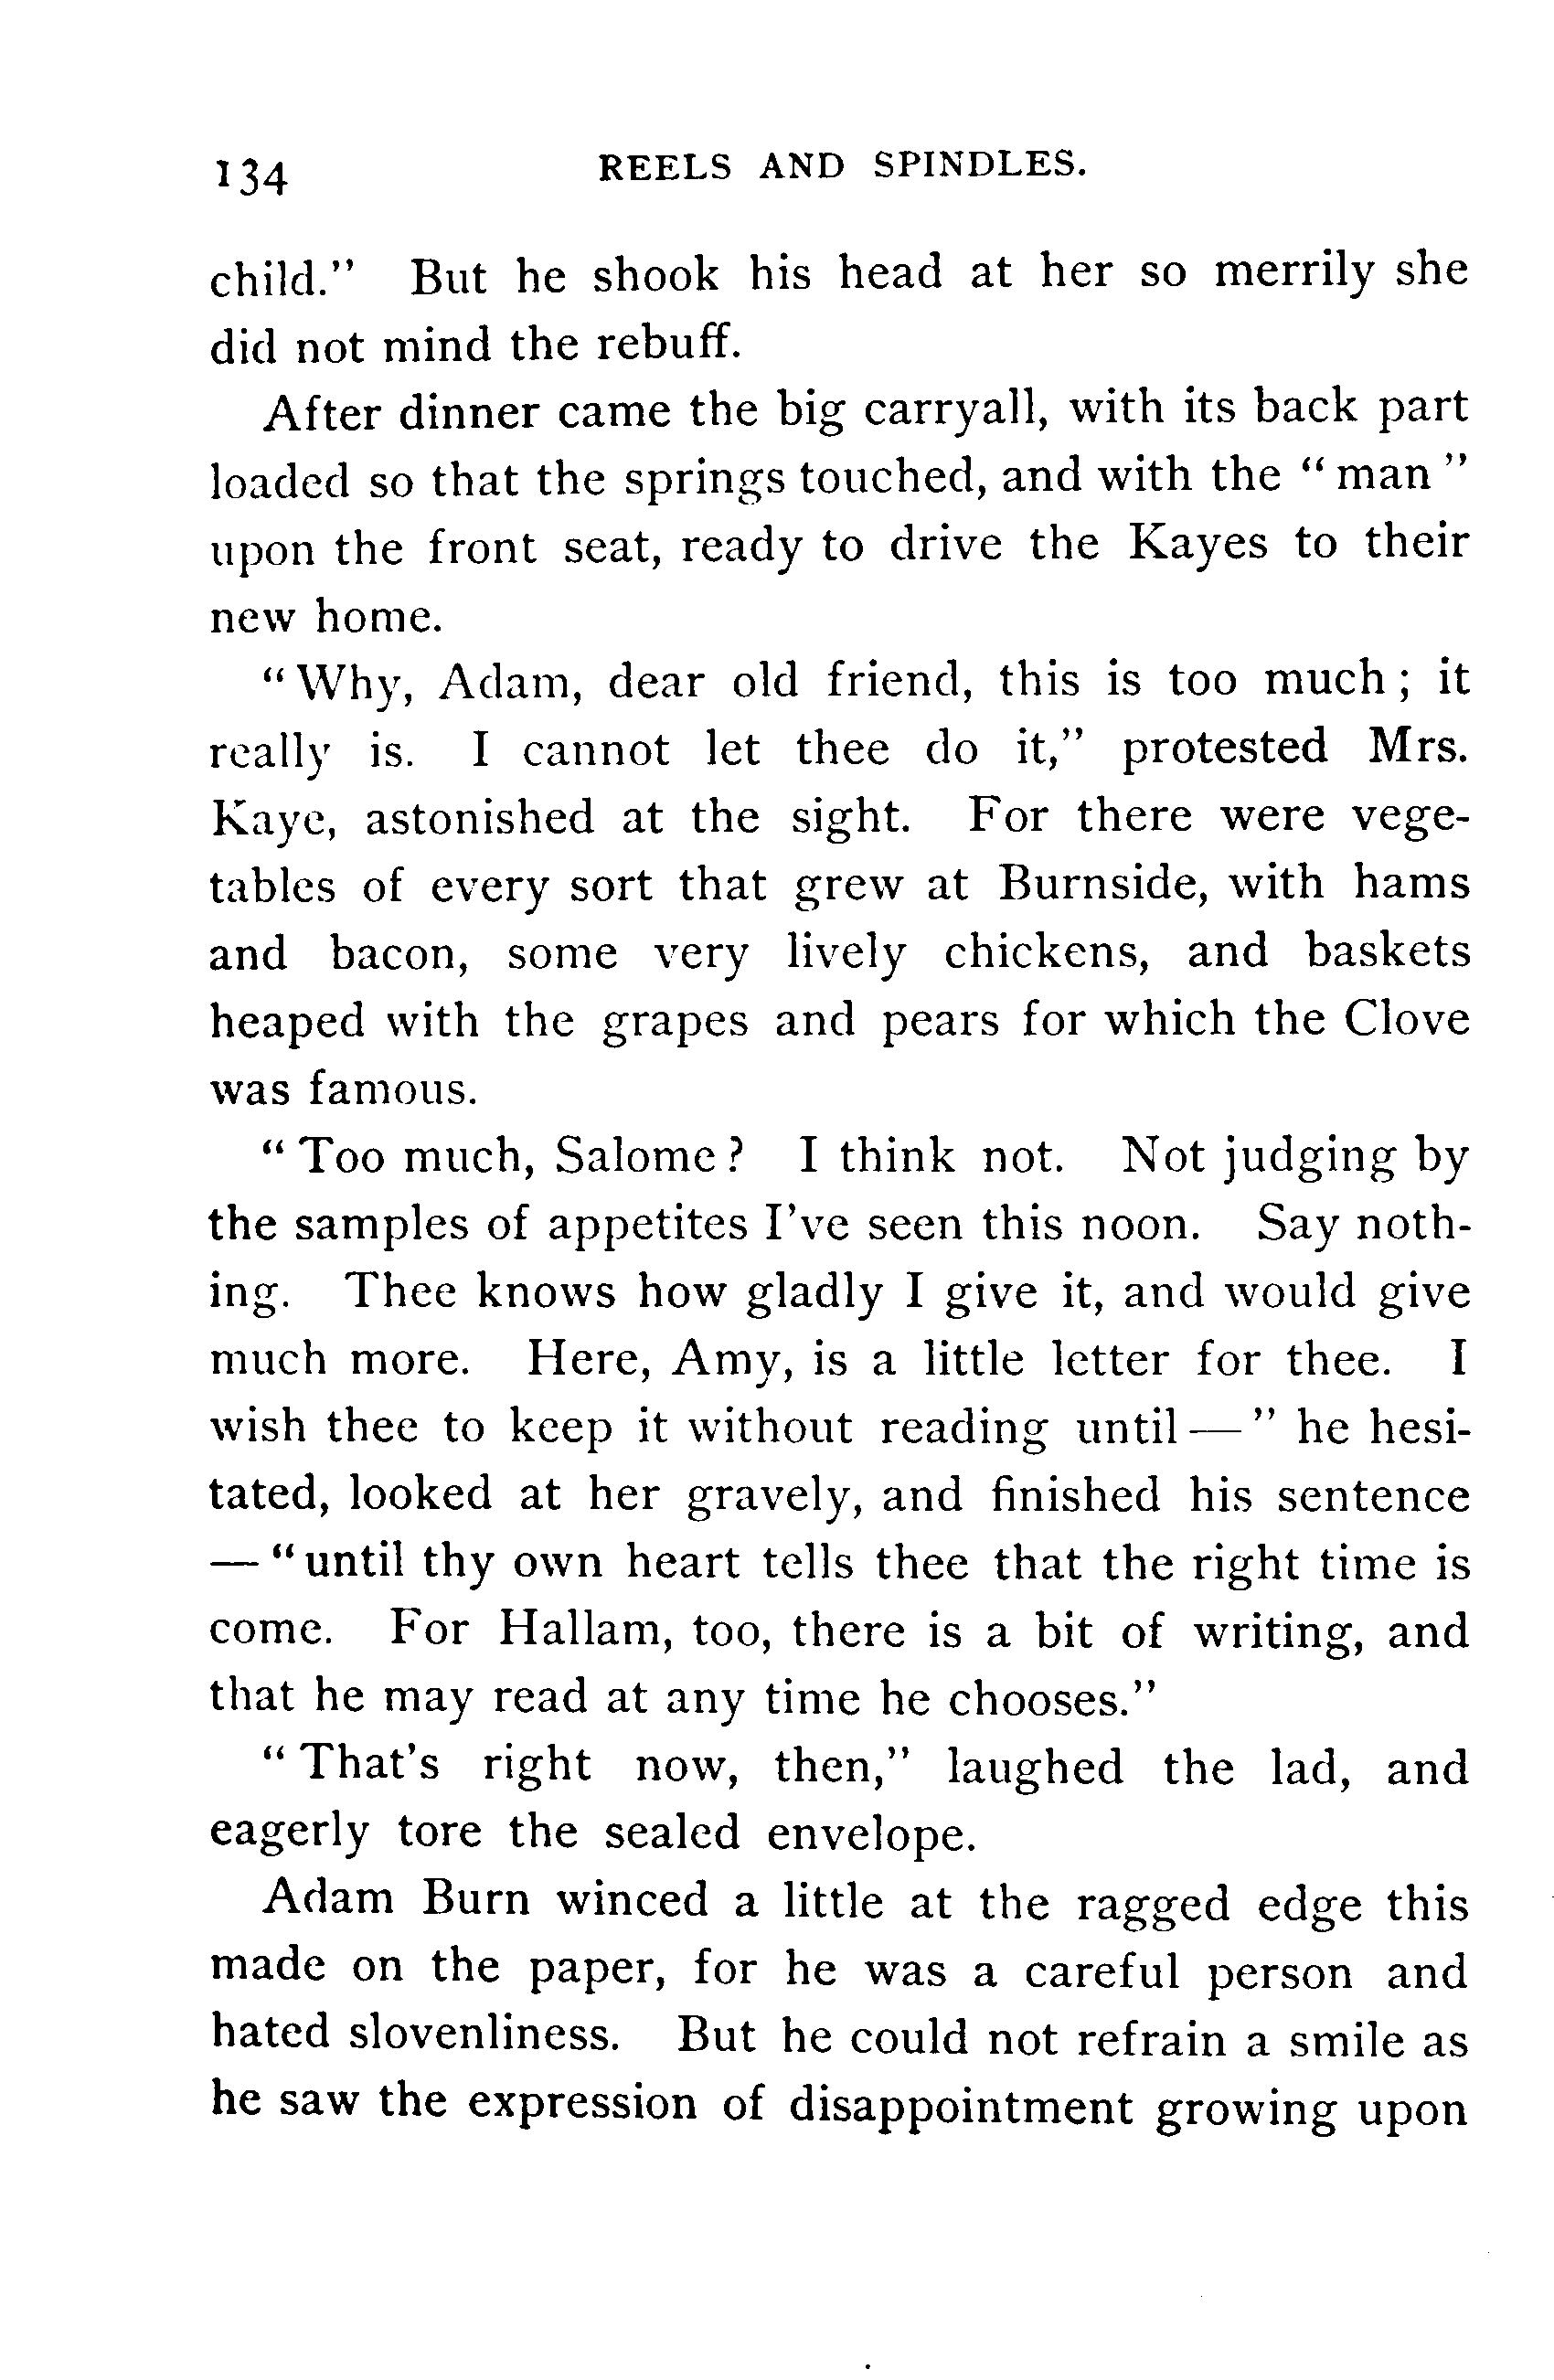 134 REELS AND SPINDLES.
child." But he shook his head at her so merrily she
did not mind the rebuff.
After dinner came the big carryall, with its back part
loaded so that the springs touched, and with the "man"
upon the front seat, ready to drive the Kayes to their
new home.
"Why, Adam, dear old friend, this is too much; it
really is. I cannot let thee do it," protested Mrs.
Kaye, astonished at the sight. For there were vege-
tables of every sort that grew at Burnside, with hams
and bacon, some very lively chickens, and baskets
heaped with the grapes and pears for which the Clove
was famous.
"Too much, Salome? I think not. Not judging by
the samples of appetites I've seen this noon. Say noth-
ing. Thee knows how gladly I give it, and would give
much more. Here, Amy, is a little letter for thee. I
wish thee to keep it without reading until—" he hesi-
tated, looked at her gravely, and finished his sentence
—"until thy own heart tells thee that the right time is
come. For Hallam, too, there is a bit of writing, and
that he may read at any time he chooses."
"That's right now, then," laughed the lad, and
eagerly tore the sealed envelope.
Adam Burn winced a little at the ragged edge this
made on the paper, for he was a careful person and
hated slovenliness. But he could not refrain a smile as
he saw the expression of disappointment growing upon